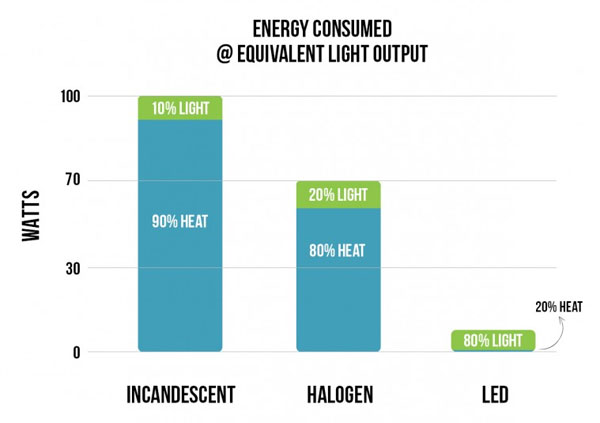 ENERGY CONSUMED
@ EQUIVALENT LIGHT OUTPUT
WATTS
100
70
30
0
10% LIGHT
90% HEAT
20% LIGHT
80% HEAT
20% HEAT
80% LIGHT
INCANDESCENT
HALOGEN
LED